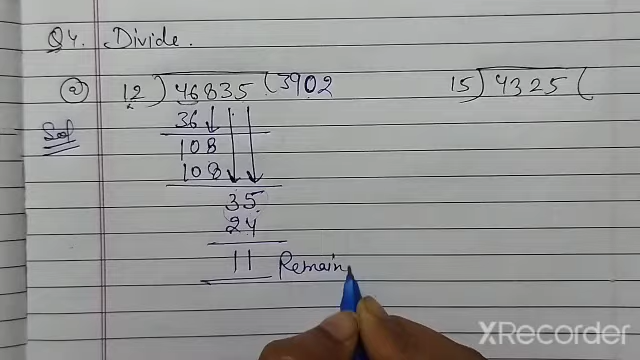 Q4. Divide.
a) 12 ) 46835 ( 3902
15 ) 4325 (
Sol
36
108
108
35
24
11 Remain
XRecorder